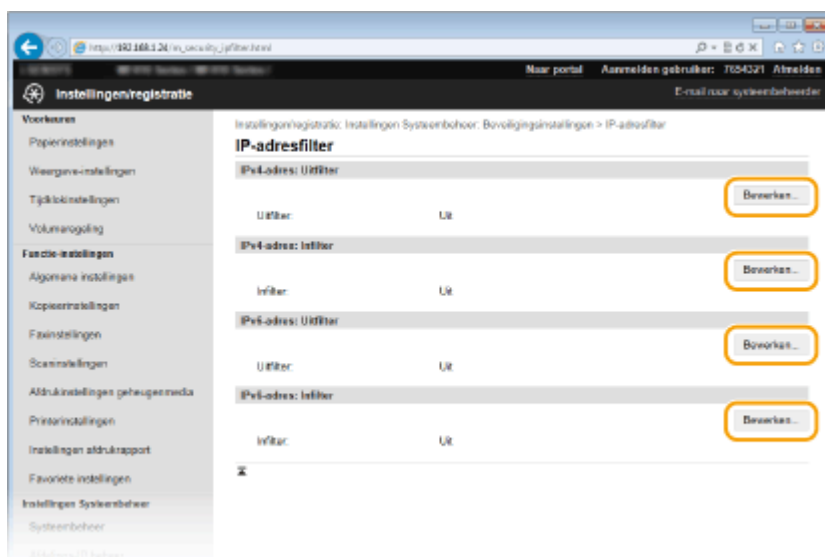 http://192.168.1.24/m_security_ipfilter.html
Naar portal Aanmelden gebruiker: 7654321 Afmelden
Instellingen/registratie
E-mail naar systeembeheerder
Voorkeuren
Papierinstellingen
Weergave-instellingen
Tijdklokinstellingen
Volumeregeling
Functie-instellingen
Algemene instellingen
Kopieerinstellingen
Faxinstellingen
Scaninstellingen
Afdrukinstellingen geheugenmedia
Printerinstellingen
Instellingen afdrukrapport
Favoriete instellingen
Instellingen Systeembeheer
Systeembeheer
Instellingen/registratie: Instellingen Systeembeheer: Beveiligingsinstellingen > IP-adresfilter
IP-adresfilter
IPv4-adres: Uitfilter
Bewerken...
Uitfilter: Uit
IPv4-adres: Infilter
Bewerken...
Infilter: Uit
IPv6-adres: Uitfilter
Bewerken...
Uitfilter: Uit
IPv6-adres: Infilter
Bewerken...
Infilter: Uit